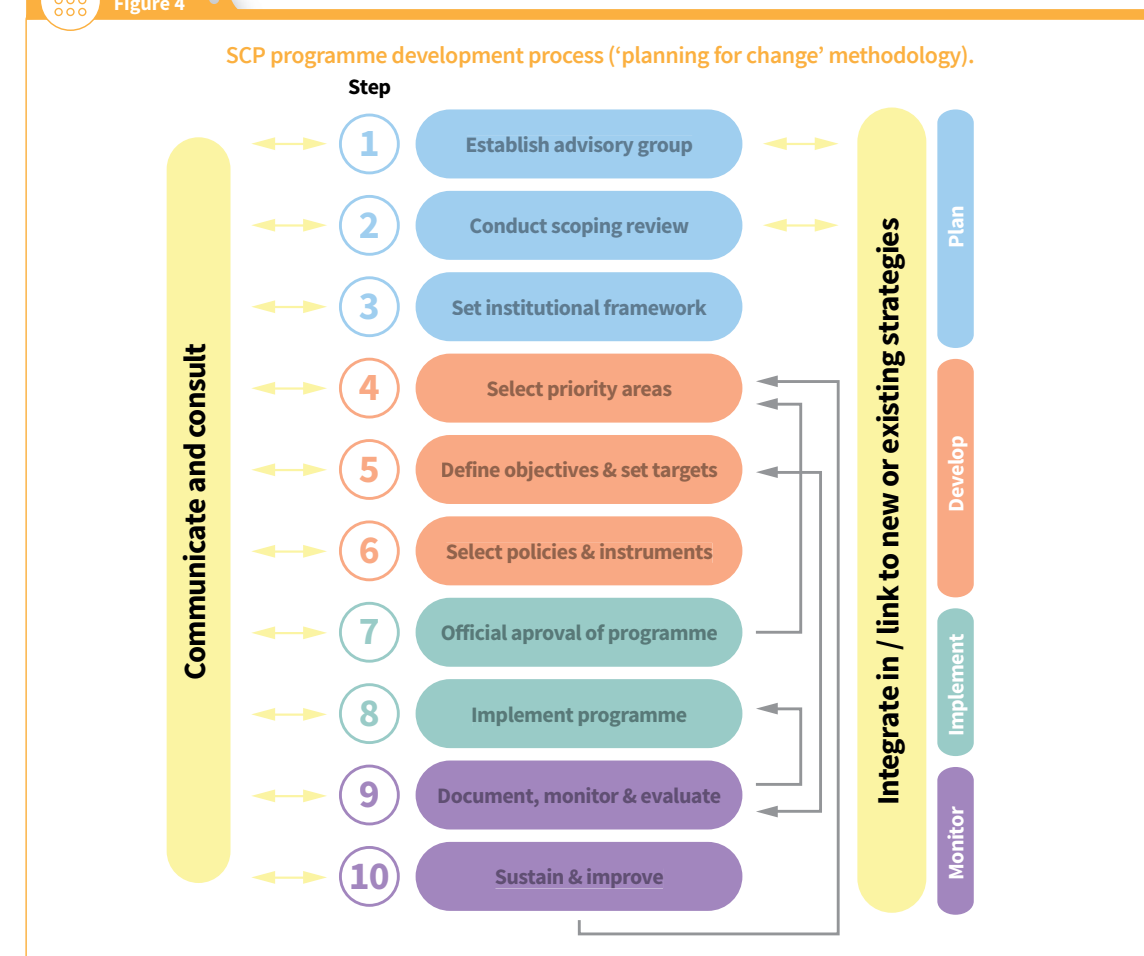 Figure 4
SCP programme development process (‘planning for change’ methodology).
Step
Communicate and consult
1
Establish advisory group
2
Conduct scoping review
3
Set institutional framework
4
Select priority areas
5
Define objectives & set targets
6
Select policies & instruments
7
Official aproval of programme
8
Implement programme
9
Document, monitor & evaluate
10
Sustain & improve
Integrate in / link to new or existing strategies
Plan
Develop
Implement
Monitor